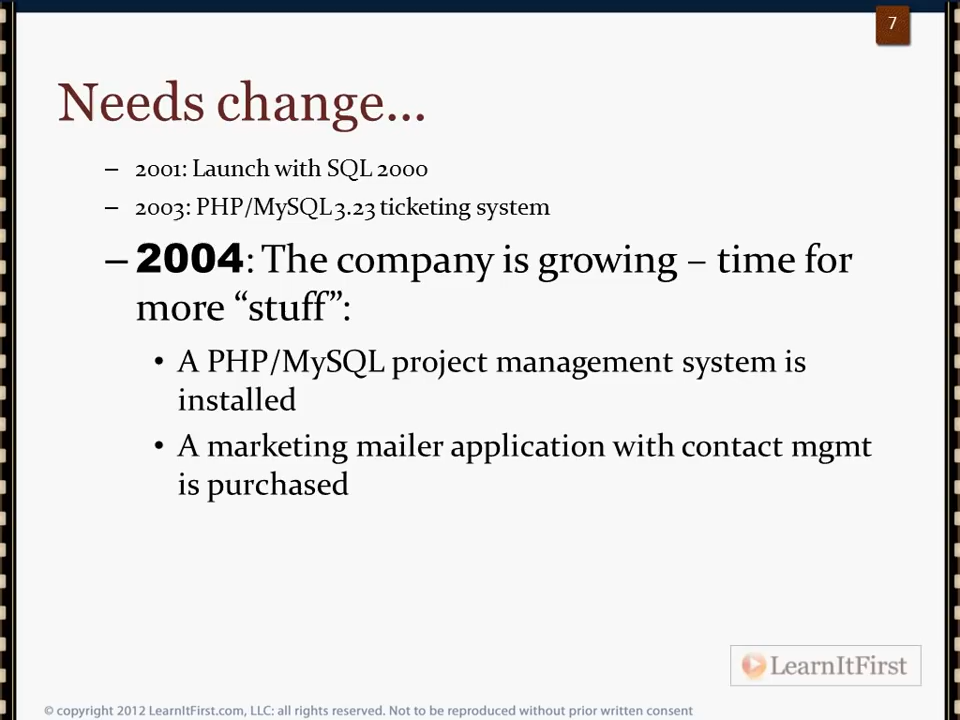 7
Needs change...
– 2001: Launch with SQL 2000
– 2003: PHP/MySQL 3.23 ticketing system
– 2004: The company is growing – time for
more “stuff”:
• A PHP/MySQL project management system is
installed
• A marketing mailer application with contact mgmt
is purchased
LearnItFirst
© copyright 2012 LearnItFirst.com, LLC: all rights reserved. Not to be reproduced without prior written consent